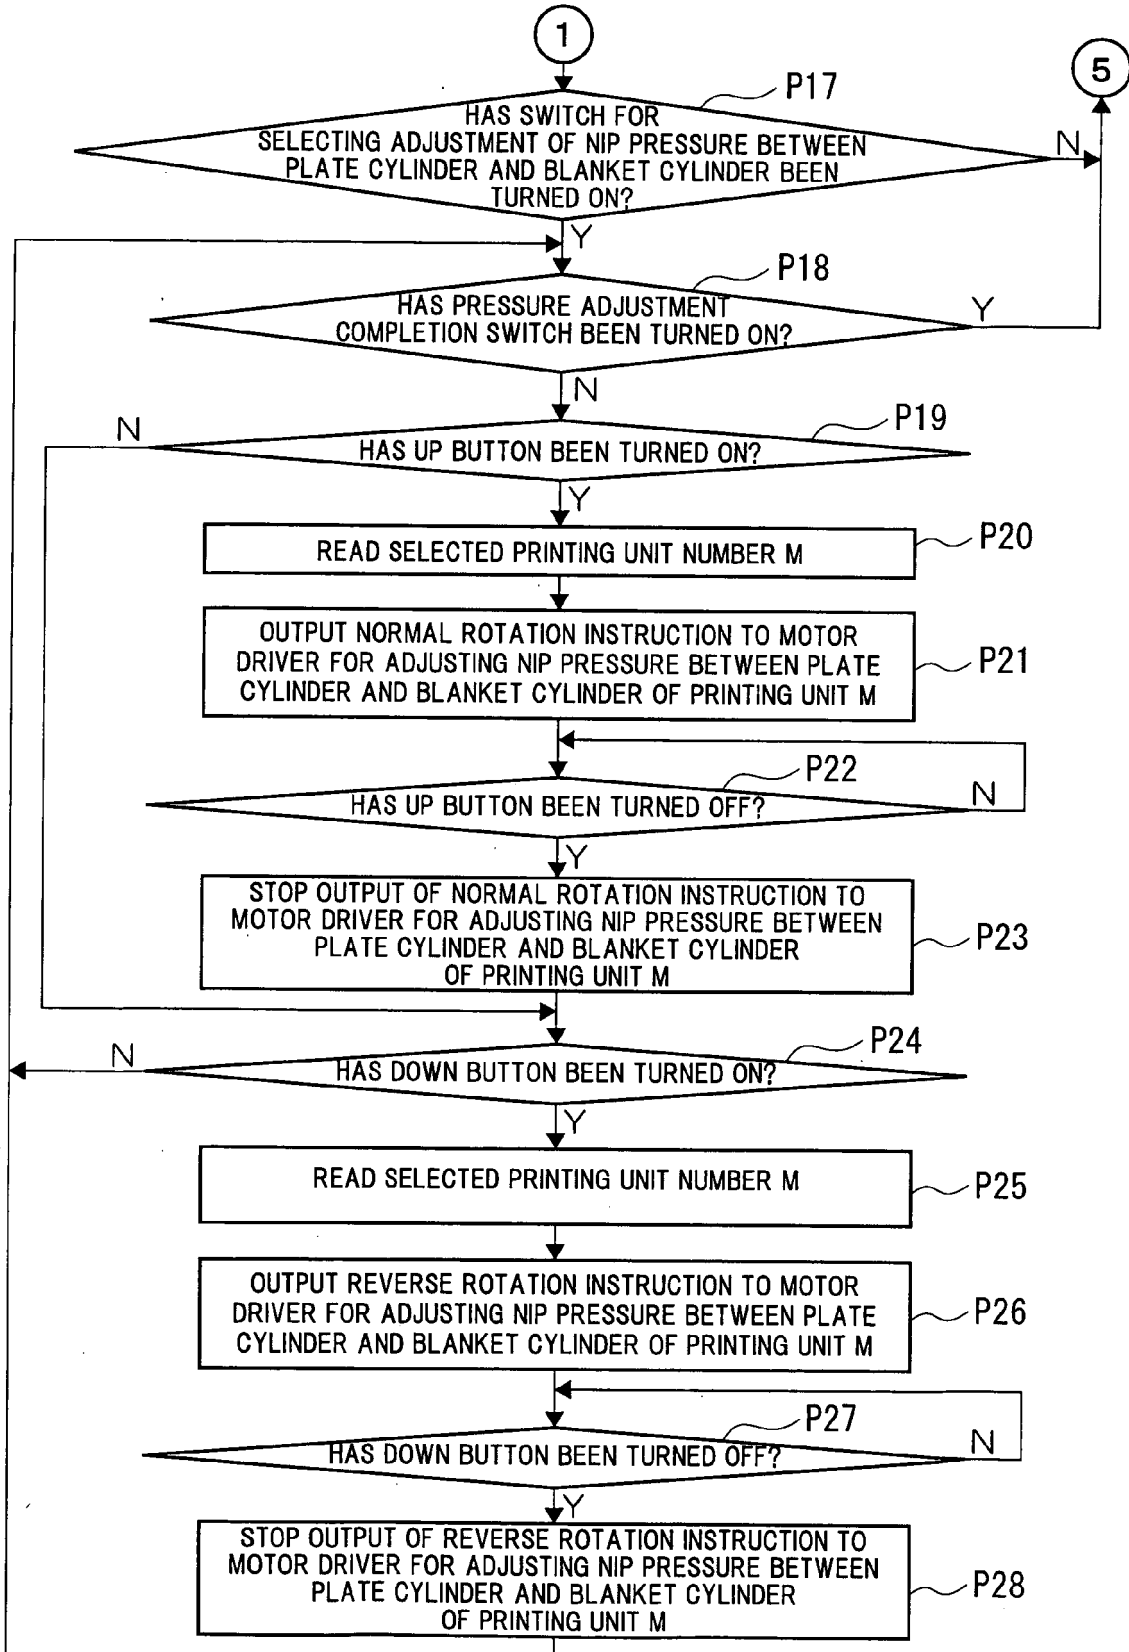 1
5
P17
HAS SWITCH FOR
SELECTING ADJUSTMENT OF NIP PRESSURE BETWEEN
PLATE CYLINDER AND BLANKET CYLINDER BEEN
TURNED ON?
N
Y
P18
HAS PRESSURE ADJUSTMENT
COMPLETION SWITCH BEEN TURNED ON?
Y
N
P19
N
HAS UP BUTTON BEEN TURNED ON?
Y
P20
READ SELECTED PRINTING UNIT NUMBER M
OUTPUT NORMAL ROTATION INSTRUCTION TO MOTOR
DRIVER FOR ADJUSTING NIP PRESSURE BETWEEN PLATE
CYLINDER AND BLANKET CYLINDER OF PRINTING UNIT M
P21
P22
HAS UP BUTTON BEEN TURNED OFF?
N
Y
STOP OUTPUT OF NORMAL ROTATION INSTRUCTION TO
MOTOR DRIVER FOR ADJUSTING NIP PRESSURE BETWEEN
PLATE CYLINDER AND BLANKET CYLINDER
OF PRINTING UNIT M
P23
P24
N
HAS DOWN BUTTON BEEN TURNED ON?
Y
READ SELECTED PRINTING UNIT NUMBER M
P25
OUTPUT REVERSE ROTATION INSTRUCTION TO MOTOR
DRIVER FOR ADJUSTING NIP PRESSURE BETWEEN PLATE
CYLINDER AND BLANKET CYLINDER OF PRINTING UNIT M
P26
P27
HAS DOWN BUTTON BEEN TURNED OFF?
N
Y
STOP OUTPUT OF REVERSE ROTATION INSTRUCTION TO
MOTOR DRIVER FOR ADJUSTING NIP PRESSURE BETWEEN
PLATE CYLINDER AND BLANKET CYLINDER
OF PRINTING UNIT M
P28